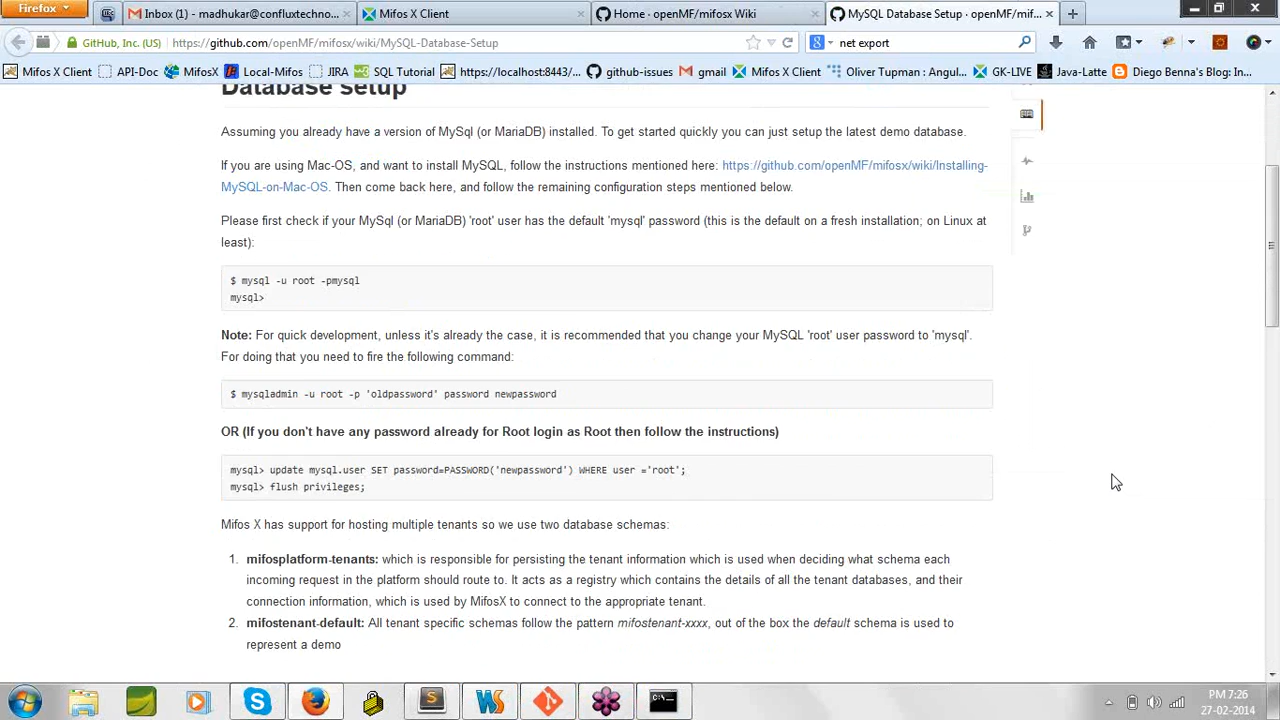 Firefox
Inbox (1) - madhukar@confluxtechno...
Mifos X Client
Home · openMF/mifosx Wiki
MySQL Database Setup · openMF/mif...
GitHub, Inc. (US)
https://github.com/openMF/mifosx/wiki/MySQL-Database-Setup
net export
Mifos X Client
API-Doc
MifosX
Local-Mifos
JIRA
SQL Tutorial
https://localhost:8443/...
github-issues
gmail
Mifos X Client
Oliver Tupman : Angul...
GK-LIVE
Java-Latte
Diego Benna's Blog: In...
Database setup
Assuming you already have a version of MySql (or MariaDB) installed. To get started quickly you can just setup the latest demo database.
If you are using Mac-OS, and want to install MySQL, follow the instructions mentioned here: https://github.com/openMF/mifosx/wiki/Installing-
MySQL-on-Mac-OS. Then come back here, and follow the remaining configuration steps mentioned below.
Please first check if your MySql (or MariaDB) 'root' user has the default 'mysql' password (this is the default on a fresh installation; on Linux at
least):
$ mysql -u root -pmysql
mysql>
Note: For quick development, unless it's already the case, it is recommended that you change your MySQL 'root' user password to 'mysql'.
For doing that you need to fire the following command:
$ mysqladmin -u root -p 'oldpassword' password newpassword
OR (If you don't have any password already for Root login as Root then follow the instructions)
mysql> update mysql.user SET password=PASSWORD('newpassword') WHERE user ='root';
mysql> flush privileges;
Mifos X has support for hosting multiple tenants so we use two database schemas:
1. mifosplatform-tenants: which is responsible for persisting the tenant information which is used when deciding what schema each
incoming request in the platform should route to. It acts as a registry which contains the details of all the tenant databases, and their
connection information, which is used by MifosX to connect to the appropriate tenant.
2. mifostenant-default: All tenant specific schemas follow the pattern mifostenant-xxxx, out of the box the default schema is used to
represent a demo
PM 7:26
27-02-2014